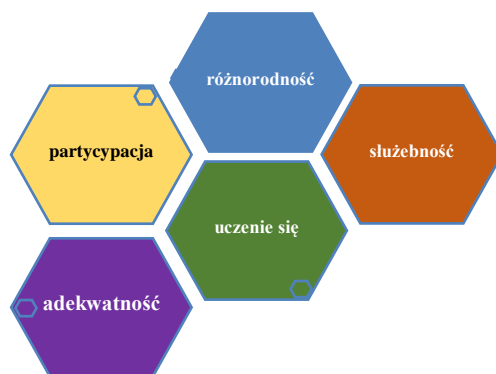 różnorodność
partycypacja
służebność
uczenie się
adekwatność